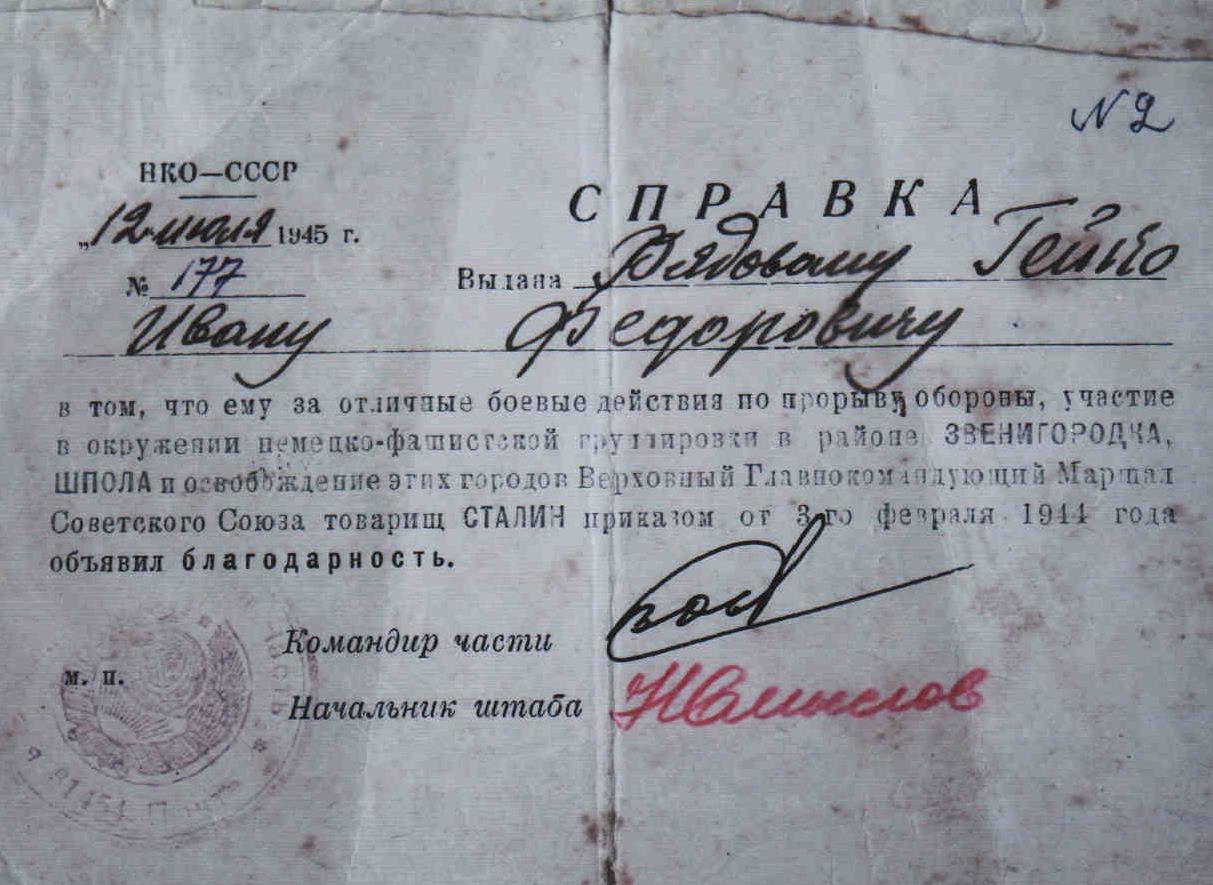 № 2
НКО—СССР
„12 июля 1945 г.
№ 177
СПРАВКА
Выдана Рядовому Гейко
Ивану Федоровичу
в том, что ему за отличные боевые действия по прорыву обороны, участие
в окружении немецко-фашистской группировки в районе ЗВЕНИГОРОДКА,
ШПОЛА и освобождение этих городов Верховный Главнокомандующий Маршал
Советского Союза товарищ СТАЛИН приказом от 3-го февраля 1944 года
объявил благодарность.
Командир части
м. п.
Начальник штаба